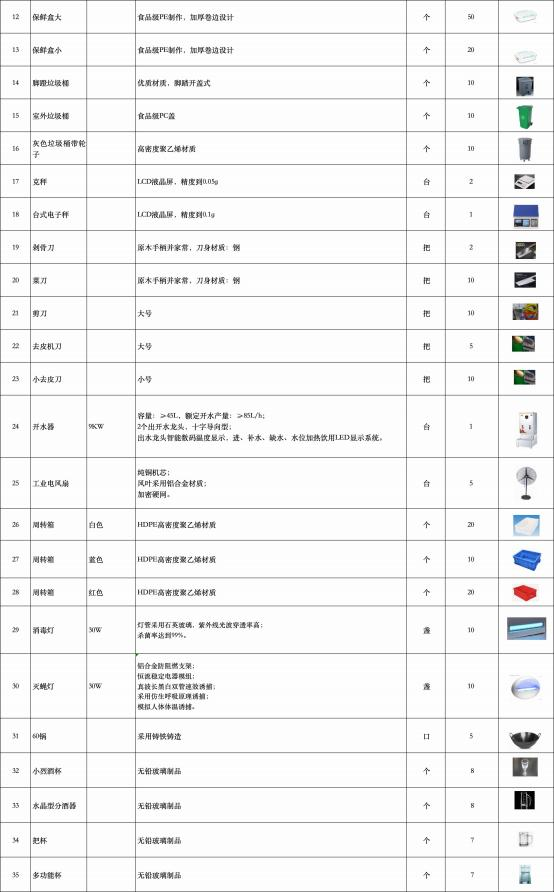 12 保鲜盒大 食品级PE制作，加厚卷边设计 个 50
13 保鲜盒小 食品级PE制作，加厚卷边设计 个 20
14 脚蹬垃圾桶 优质材质，脚踏开盖式 个 10
15 室外垃圾桶 食品级PC盖 个 10
16 灰色垃圾桶带轮
子 高密度聚乙烯材质 个 10
17 克秤 LCD液晶屏，精度到0.05g 台 2
18 台式电子秤 LCD液晶屏，精度到0.1g 台 1
19 剁骨刀 原木手柄并家常，刀身材质：钢 把 2
20 菜刀 原木手柄并家常，刀身材质：钢 把 10
21 剪刀 大号 把 10
22 去皮机刀 大号 把 5
23 小去皮刀 小号 把 10
24 开水器 9KW 容量：≥45L，额定开水产量：≥85L/h；
2个出开水龙头，十字导向型；
出水龙头智能数码温度显示，进、补水、缺水、水位加热饮用LED显示系统。 台 1
25 工业电风扇 纯铜机芯；
风叶采用铝合金材质；
加密硬网。 台 5
26 周转箱 白色 HDPE高密度聚乙烯材质 个 20
27 周转箱 蓝色 HDPE高密度聚乙烯材质 个 10
28 周转箱 红色 HDPE高密度聚乙烯材质 个 20
29 消毒灯 30W 灯管采用石英玻璃，紫外线光波穿透率高；
杀菌率达到99%。 盏 10
30 灭蝇灯 30W 铝合金防阻燃支架；
恒流稳定电器模组；
真波长黑白双管速效诱捕；
采用仿生呼吸原理诱捕；
模拟人体体温诱捕。 盏 10
31 60锅 采用铸铁铸造 口 5
32 小烈酒杯 无铅玻璃制品 个 8
33 水晶型分酒器 无铅玻璃制品 个 8
34 把杯 无铅玻璃制品 个 7
35 多功能杯 无铅玻璃制品 个 7